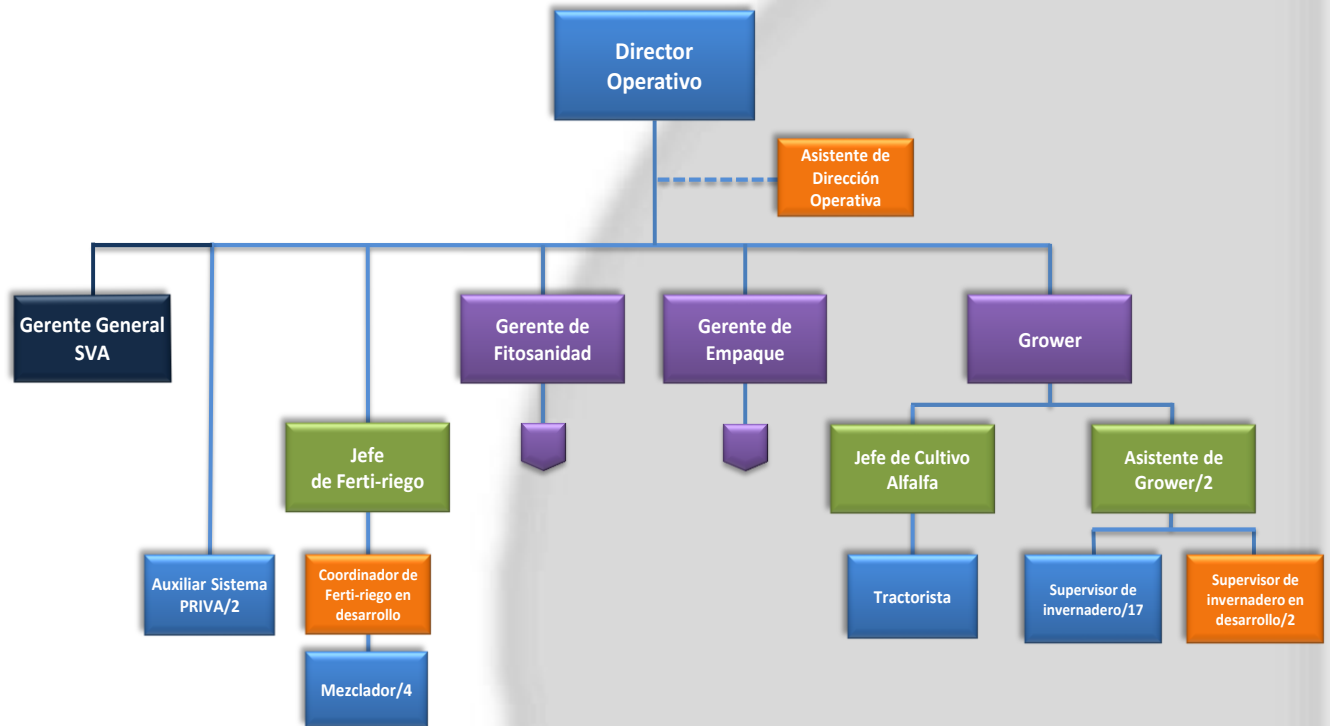 Director
Operativo
Asistente de
Dirección
Operativa
Gerente General
SVA
Gerente de
Fitosanidad
Gerente de
Empaque
Grower
Jefe
de Ferti-riego
Jefe de Cultivo
Alfalfa
Asistente de
Grower/2
Auxiliar Sistema
PRIVA/2
Coordinador de
Ferti-riego en
desarrollo
Tractorista
Supervisor de
invernadero/17
Supervisor de
invernadero en
desarrollo/2
Mezclador/4